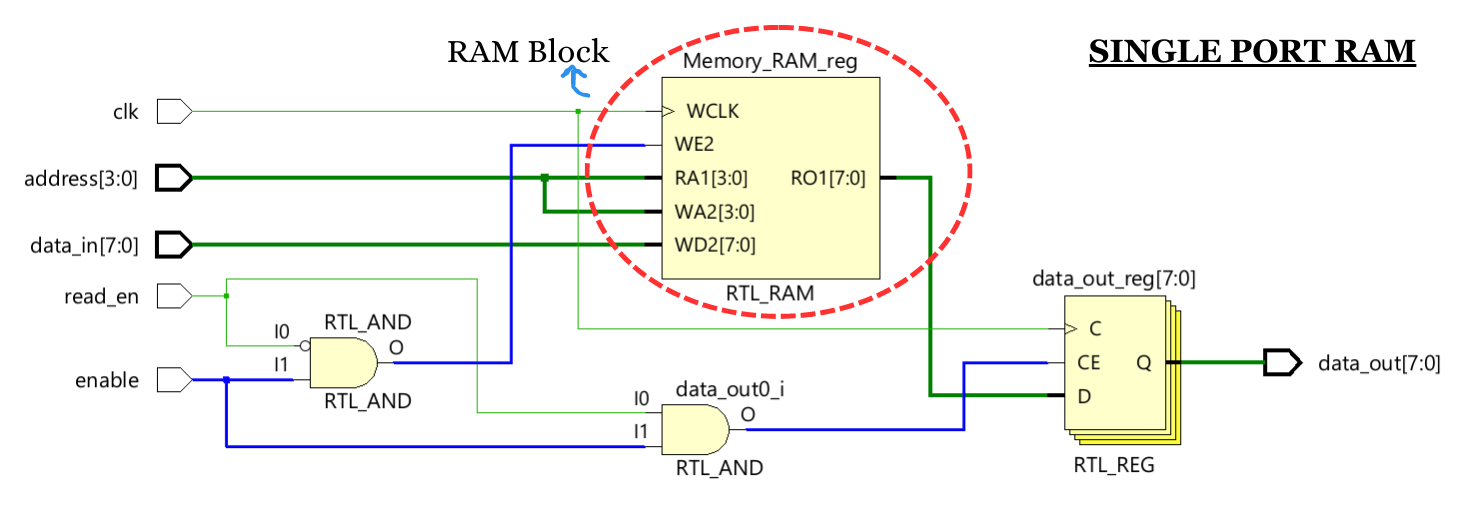 SINGLE PORT RAM
RAM Block
Memory_RAM_reg
clk
WCLK
WE2
address[3:0]
RA1[3:0]
RO1[7:0]
WA2[3:0]
data_in[7:0]
WD2[7:0]
RTL_RAM
read_en
data_out_reg[7:0]
RTL_AND
I0
O
I1
enable
RTL_AND
C
CE
Q
D
data_out[7:0]
RTL_REG
data_out0_i
I0
O
I1
RTL_AND